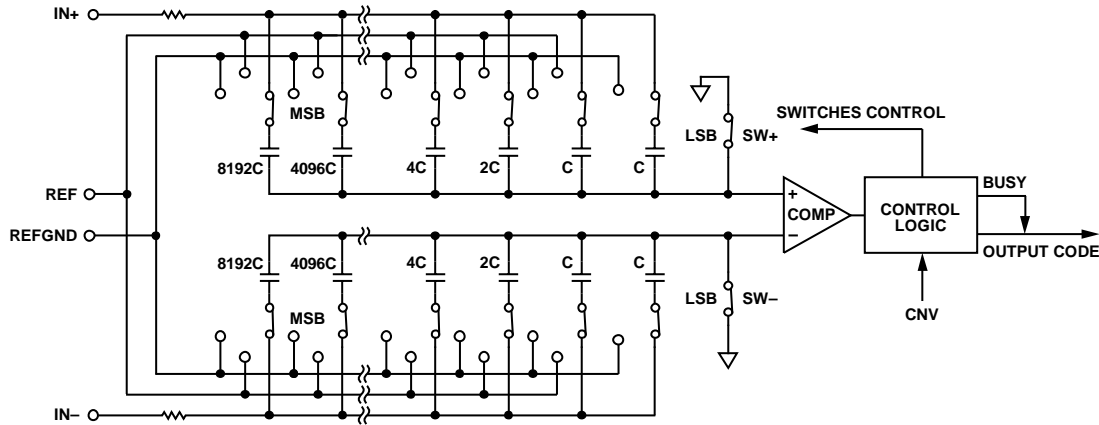 IN+
SWITCHES CONTROL
MSB
LSB SW+
8192C 4096C 4C 2C C C
BUSY
REF
+
COMP
CONTROL
LOGIC
REFGND
–
OUTPUT CODE
8192C 4096C 4C 2C C C
LSB SW–
CNV
MSB
IN–